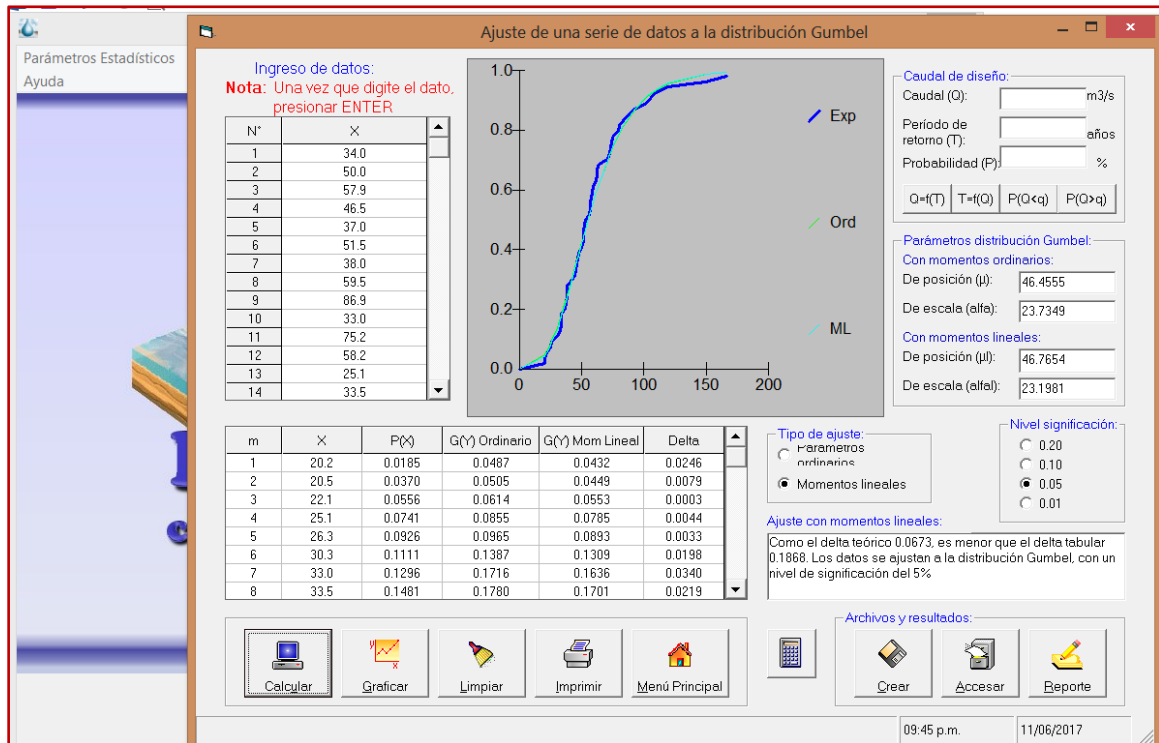 Ajuste de una serie de datos a la distribución Gumbel
Parámetros Estadísticos
Ayuda
Ingreso de datos:
Nota: Una vez que digite el dato,
presionar ENTER
N° X
1 34.0
2 50.0
3 57.9
4 46.5
5 37.0
6 51.5
7 38.0
8 59.5
9 86.9
10 33.0
11 75.2
12 58.2
13 25.1
14 33.5
1.0
0.8
0.6
0.4
0.2
0.0
0 50 100 150 200
Exp
Ord
ML
Caudal de diseño:
Caudal (Q): m3/s
Período de
retorno (T): años
Probabilidad (P): %
Q=f(T) T=f(Q) P(Q<q) P(Q>q)
Parámetros distribución Gumbel:
Con momentos ordinarios:
De posición (µ): 46.4555
De escala (alfa): 23.7349
Con momentos lineales:
De posición (µl): 46.7654
De escala (alfal): 23.1981
m X P(X) G(Y) Ordinario G(Y) Mom Lineal Delta
1 20.2 0.0185 0.0487 0.0432 0.0246
2 20.5 0.0370 0.0505 0.0449 0.0079
3 22.1 0.0556 0.0614 0.0553 0.0003
4 25.1 0.0741 0.0855 0.0785 0.0044
5 26.3 0.0926 0.0965 0.0893 0.0033
6 30.3 0.1111 0.1387 0.1309 0.0198
7 33.0 0.1296 0.1716 0.1636 0.0340
8 33.5 0.1481 0.1780 0.1701 0.0219
Tipo de ajuste:
Parámetros
ordinarios
Momentos lineales
Nivel significación:
0.20
0.10
0.05
0.01
Ajuste con momentos lineales:
Como el delta teórico 0.0673, es menor que el delta tabular
0.1868. Los datos se ajustan a la distribución Gumbel, con un
nivel de significación del 5%
Calcular
Graficar
Limpiar
Imprimir
Menú Principal
Archivos y resultados:
Crear
Accesar
Reporte
09:45 p.m. 11/06/2017